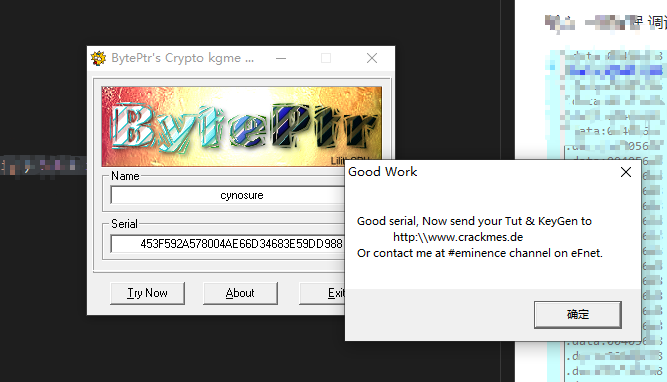 BytePtr's Crypto kgme ...
BytePtr
Name
cynosure
Serial
453F592A578004AE66D34683E59DD988
Try Now
About
Exit
Good Work
Good serial, Now send your Tut & KeyGen to
http:\\www.crackmes.de
Or contact me at #eminence channel on eFnet.
确定